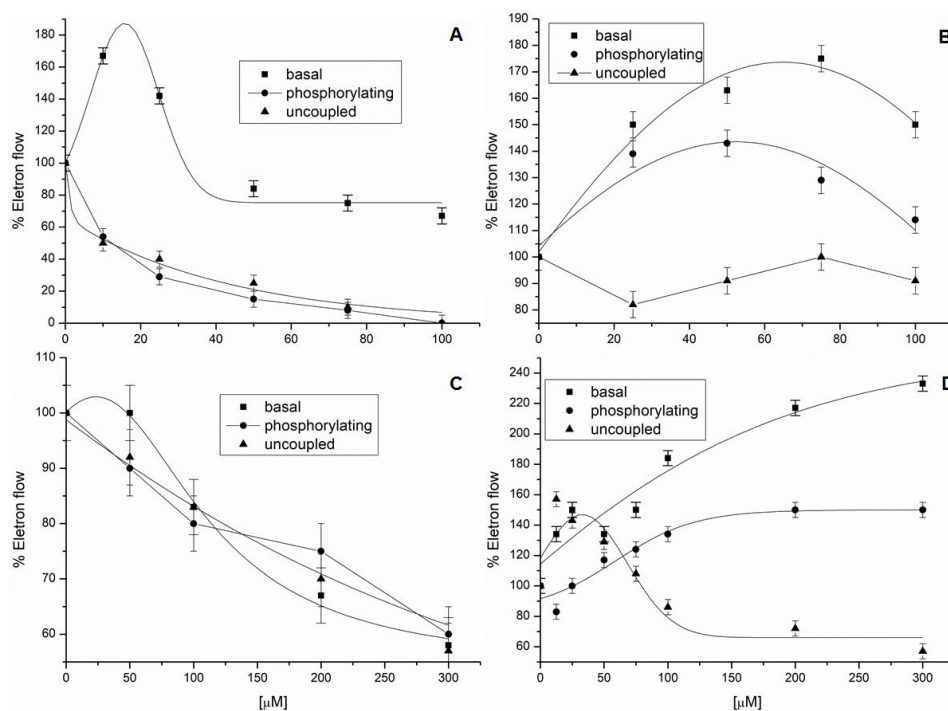 A
% Eletron flow
180
160
140
120
100
80
60
40
20
0
basal
phosphorylating
uncoupled
0 20 40 60 80 100
B
% Eletron flow
190
180
170
160
150
140
130
120
110
100
90
80
basal
phosphorylating
uncoupled
0 20 40 60 80 100
C
% Eletron flow
110
100
90
80
70
60
basal
phosphorylating
uncoupled
0 50 100 150 200 250 300
[μM]
D
% Eletron flow
240
220
200
180
160
140
120
100
80
60
basal
phosphorylating
uncoupled
0 50 100 150 200 250 300
[μM]